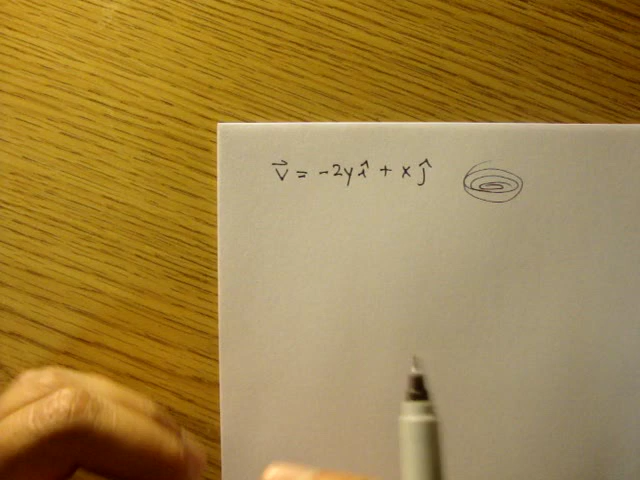 v⃗ = -2y î + x ĵ